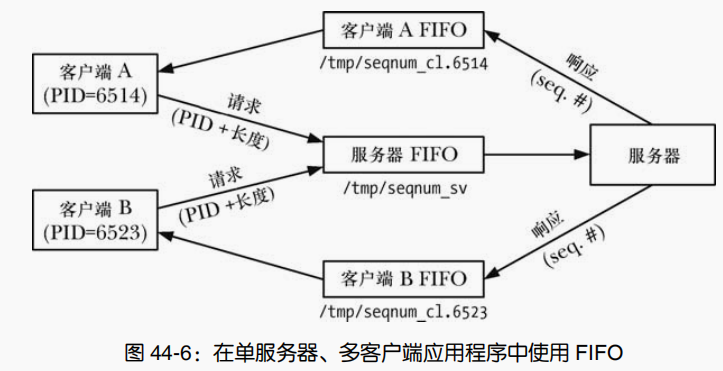 客户端 A FIFO
/tmp/seqnum_cl.6514
客户端 A
(PID=6514)
响应
(seq. #)
请求
(PID +长度)
服务器 FIFO
/tmp/seqnum_sv
服务器
请求
(PID +长度)
客户端 B
(PID=6523)
响应
(seq. #)
客户端 B FIFO
/tmp/seqnum_cl.6523
图 44-6：在单服务器、多客户端应用程序中使用 FIFO